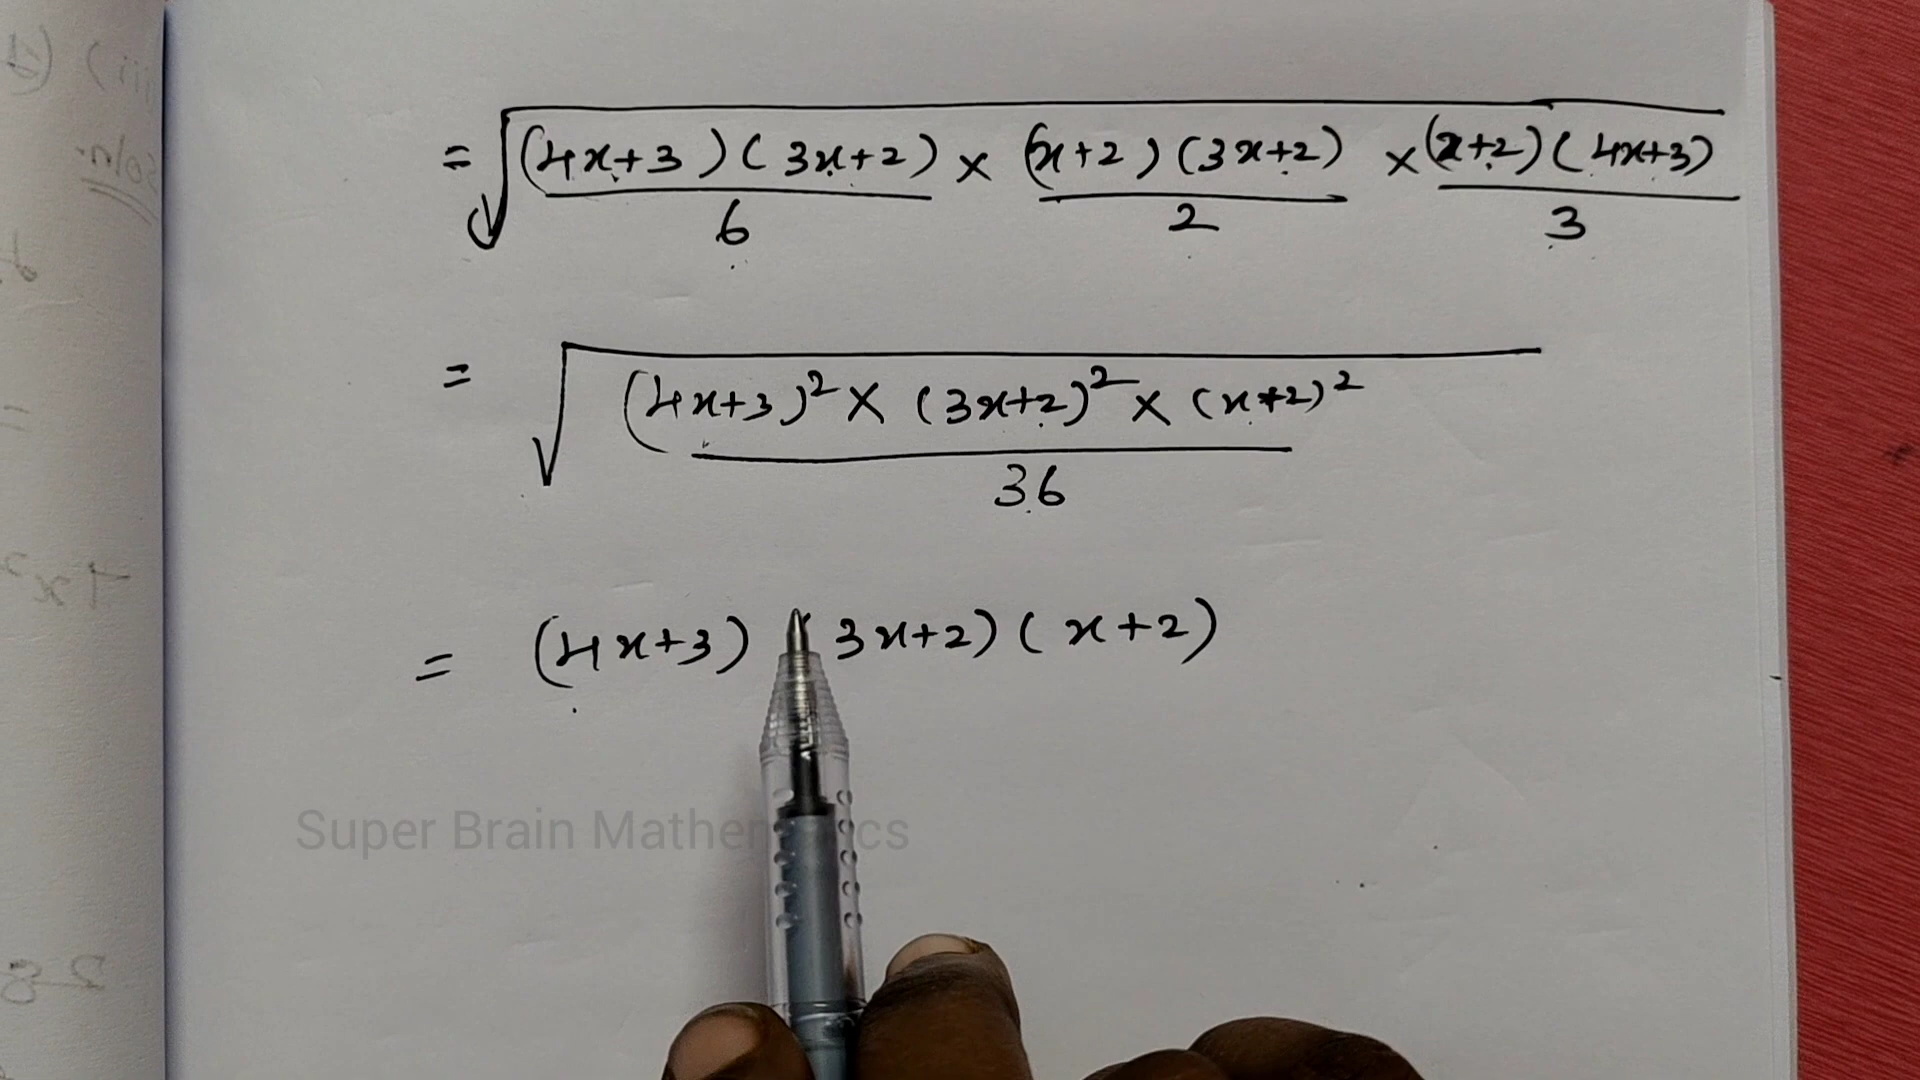 = √ (4x+3)(3x+2) × (x+2)(3x+2) × (x+2)(4x+3)
6 2 3
= √ (4x+3)² × (3x+2)² × (x+2)²
36
= (4x+3) (3x+2) (x+2)
Super Brain Mathe cs